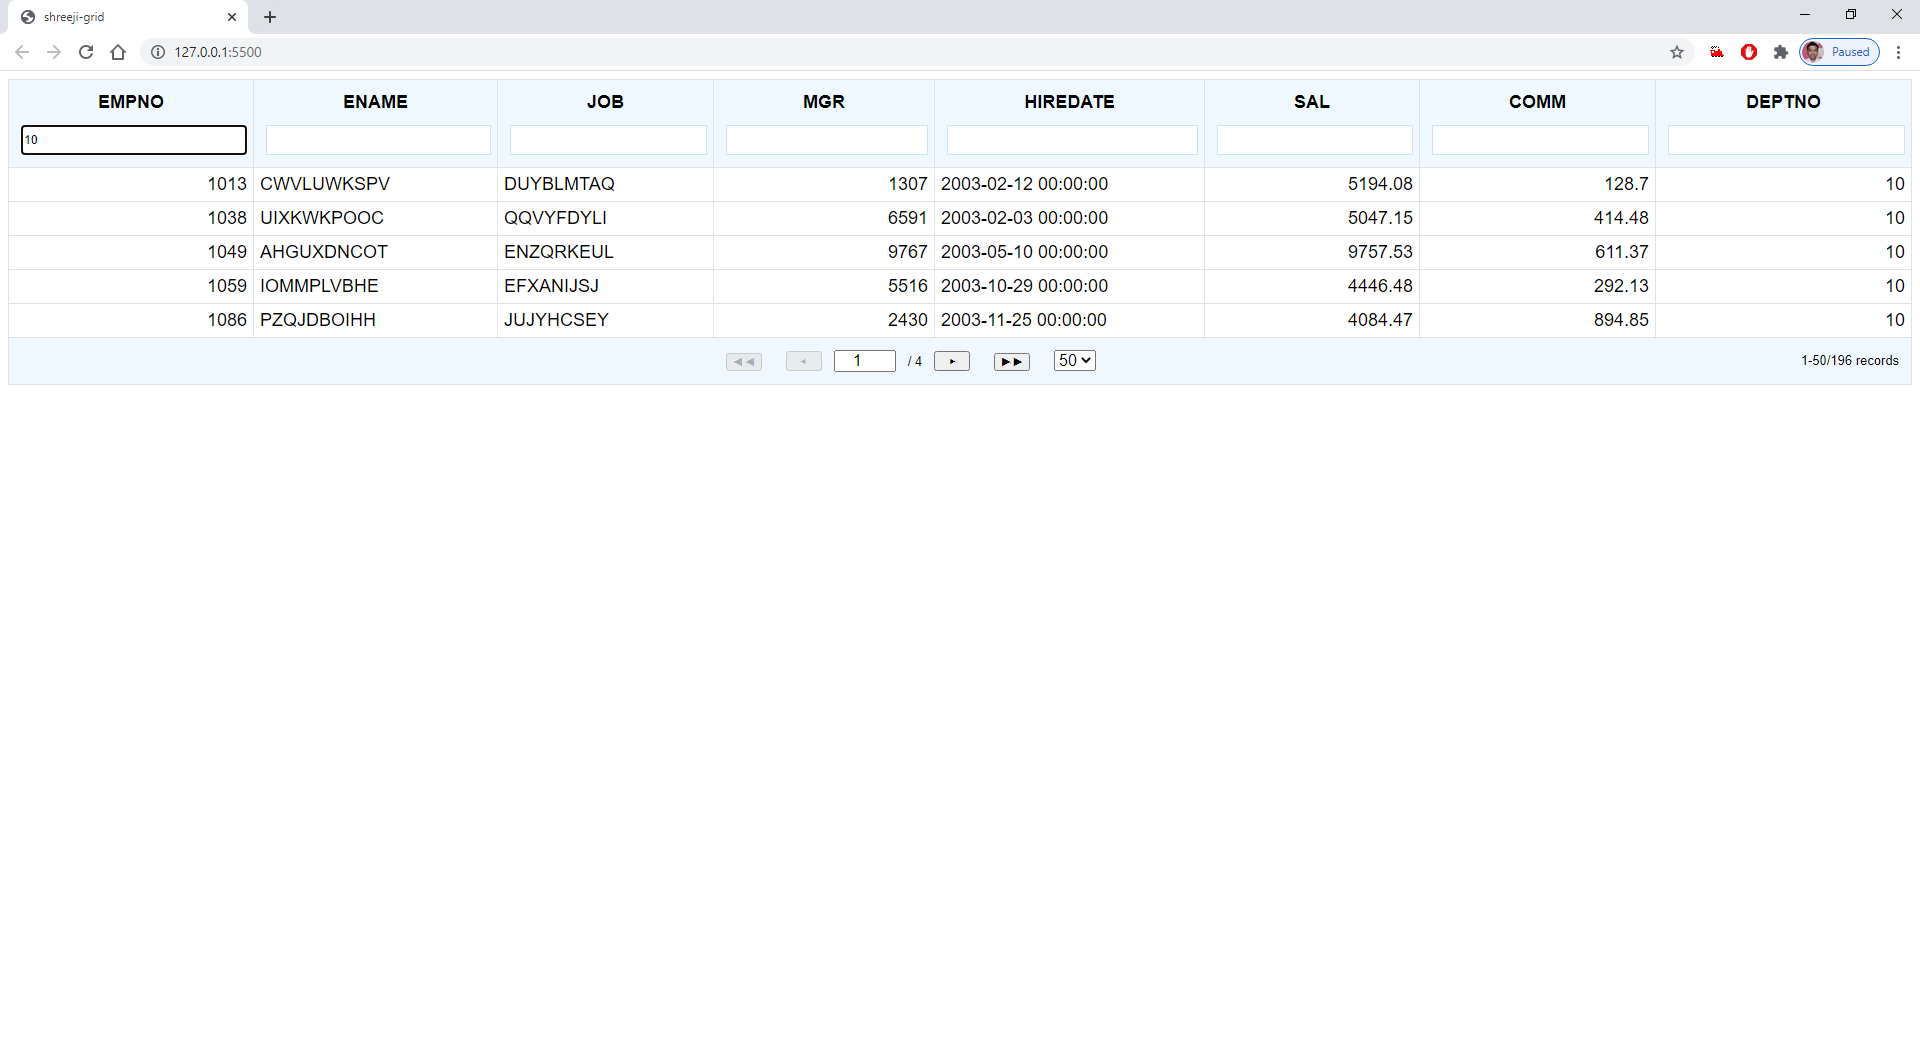 shreeji-grid
127.0.0.1:5500 Paused
EMPNO ENAME JOB MGR HIREDATE SAL COMM DEPTNO
10
1013 CWVLUWKSPV DUYBLMTAQ 1307 2003-02-12 00:00:00 5194.08 128.7 10
1038 UIXKWKPOOC QQVYFDYLI 6591 2003-02-03 00:00:00 5047.15 414.48 10
1049 AHGUXDNCOT ENZQRKEUL 9767 2003-05-10 00:00:00 9757.53 611.37 10
1059 IOMMPLVBHE EFXANIJSJ 5516 2003-10-29 00:00:00 4446.48 292.13 10
1086 PZQJDBOIHH JUJYHCSEY 2430 2003-11-25 00:00:00 4084.47 894.85 10
1 / 4 50 1-50/196 records